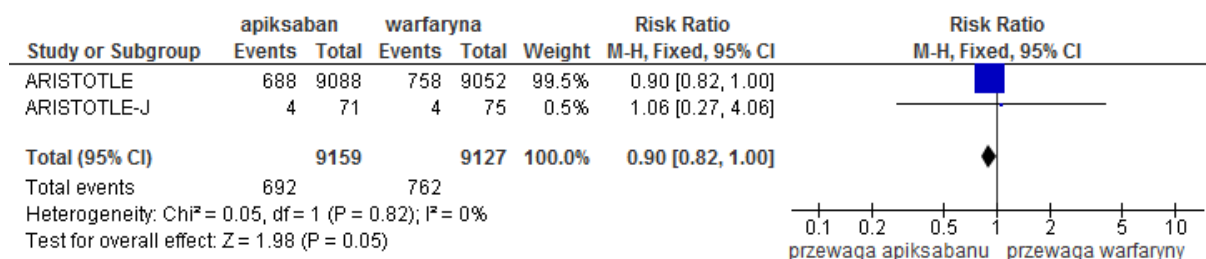 apiksaban warfaryna Risk Ratio Risk Ratio
Study or Subgroup Events Total Events Total Weight M-H, Fixed, 95% CI M-H, Fixed, 95% CI
ARISTOTLE 688 9088 758 9052 99.5% 0.90 [0.82, 1.00]
ARISTOTLE-J 4 71 4 75 0.5% 1.06 [0.27, 4.06]
Total (95% CI) 9159 9127 100.0% 0.90 [0.82, 1.00]
Total events 692 762
Heterogeneity: Chi² = 0.05, df = 1 (P = 0.82); I² = 0%
Test for overall effect: Z = 1.98 (P = 0.05)
0.1 0.2 0.5 1 2 5 10
przewaga apiksabanu przewaga warfaryny